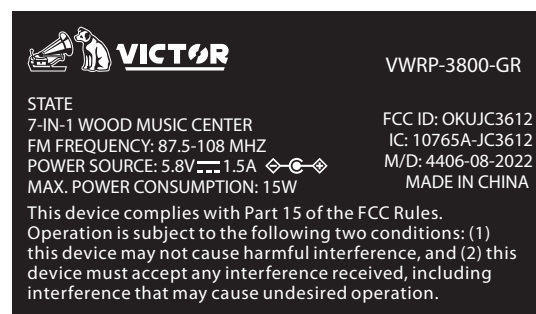 VICTOR
VWRP-3800-GR
STATE
7-IN-1 WOOD MUSIC CENTER
FM FREQUENCY: 87.5-108 MHZ
POWER SOURCE: 5.8V⎓1.5A
MAX. POWER CONSUMPTION: 15W
FCC ID: OKUJC3612
IC: 10765A-JC3612
M/D: 4406-08-2022
MADE IN CHINA
This device complies with Part 15 of the FCC Rules.
Operation is subject to the following two conditions: (1)
this device may not cause harmful interference, and (2) this
device must accept any interference received, including
interference that may cause undesired operation.